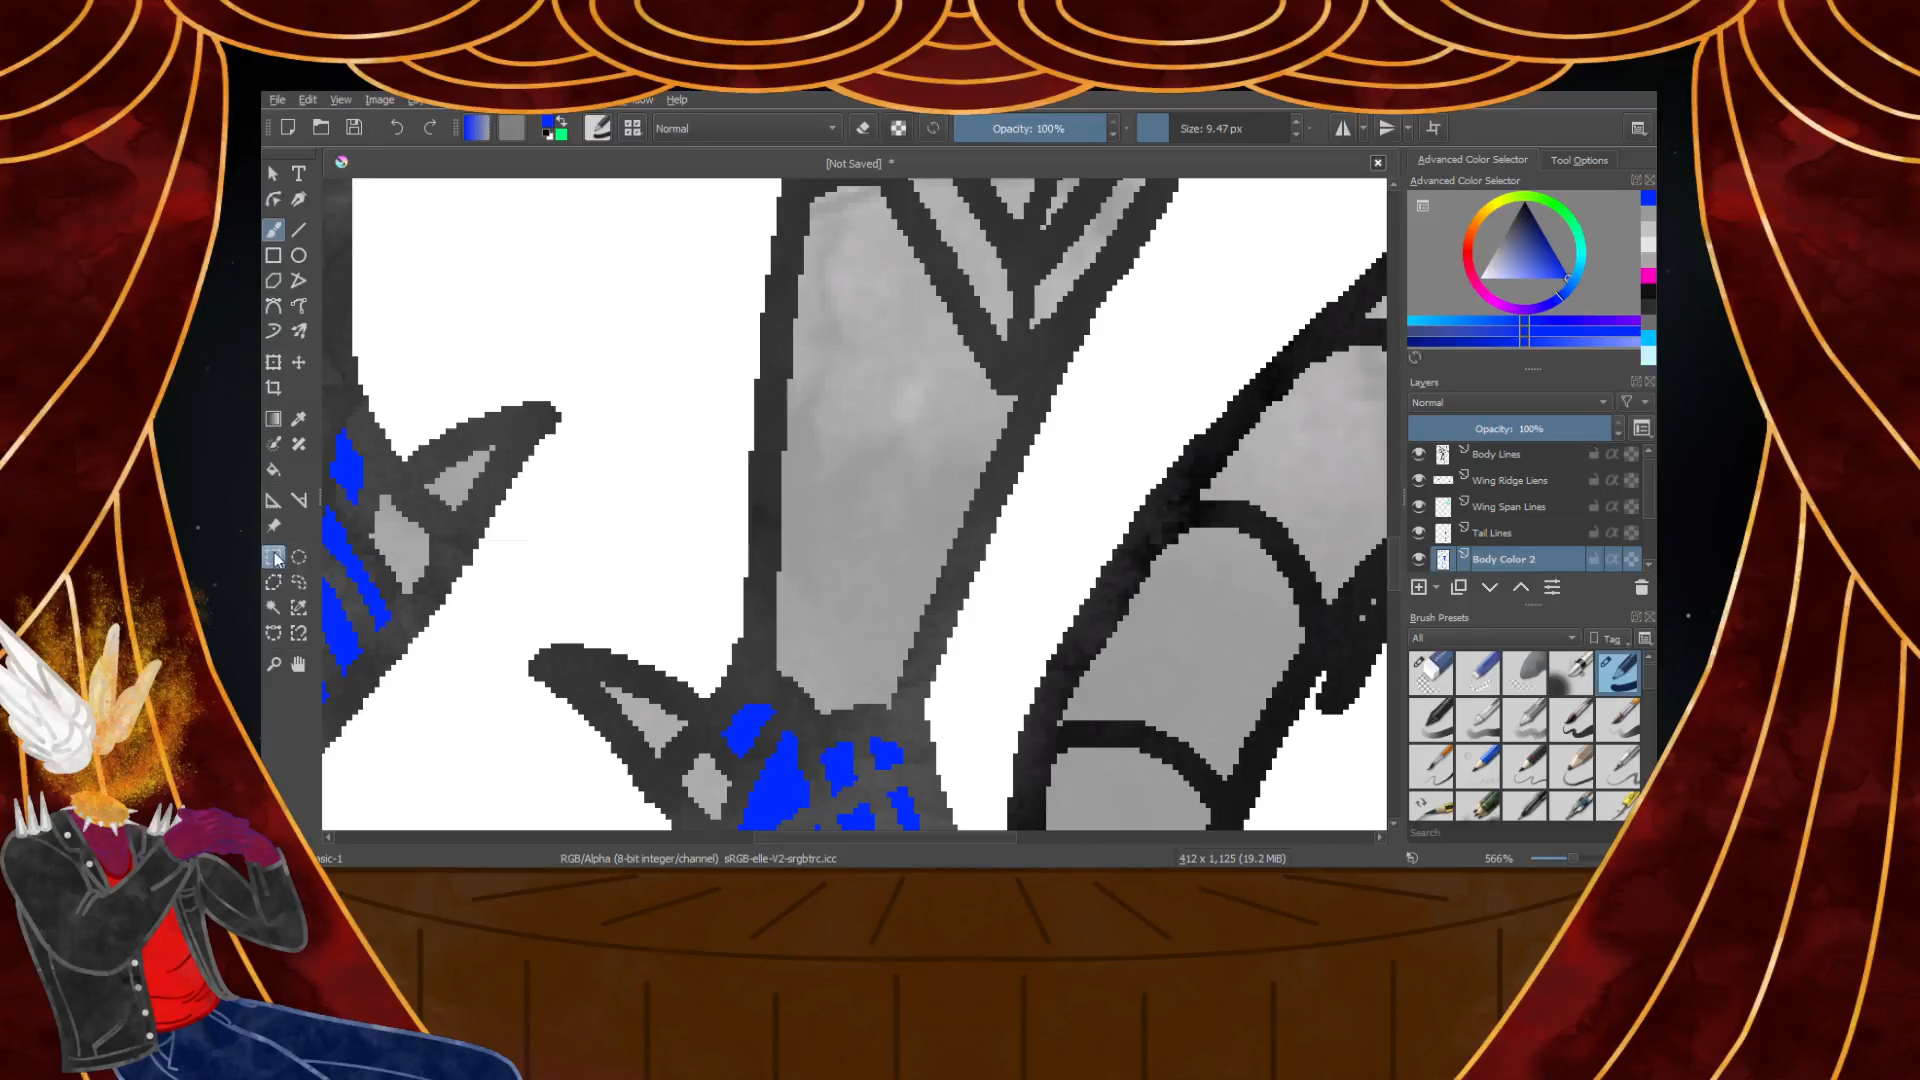 File Edit View Image Help
Normal
Opacity: 100%
Size: 9.47 px
[Not Saved] *
Advanced Color Selector
Tool Options
Advanced Color Selector
Layers
Normal
Opacity: 100%
Body Lines
Wing Ridge Liens
Wing Span Lines
Tail Lines
Body Color 2
Brush Presets
All
Tag
Search
RGB/Alpha (8-bit integer/channel) sRGB-elle-V2-srgbtrc.icc
412 x 1,125 (19.2 MiB)
566%